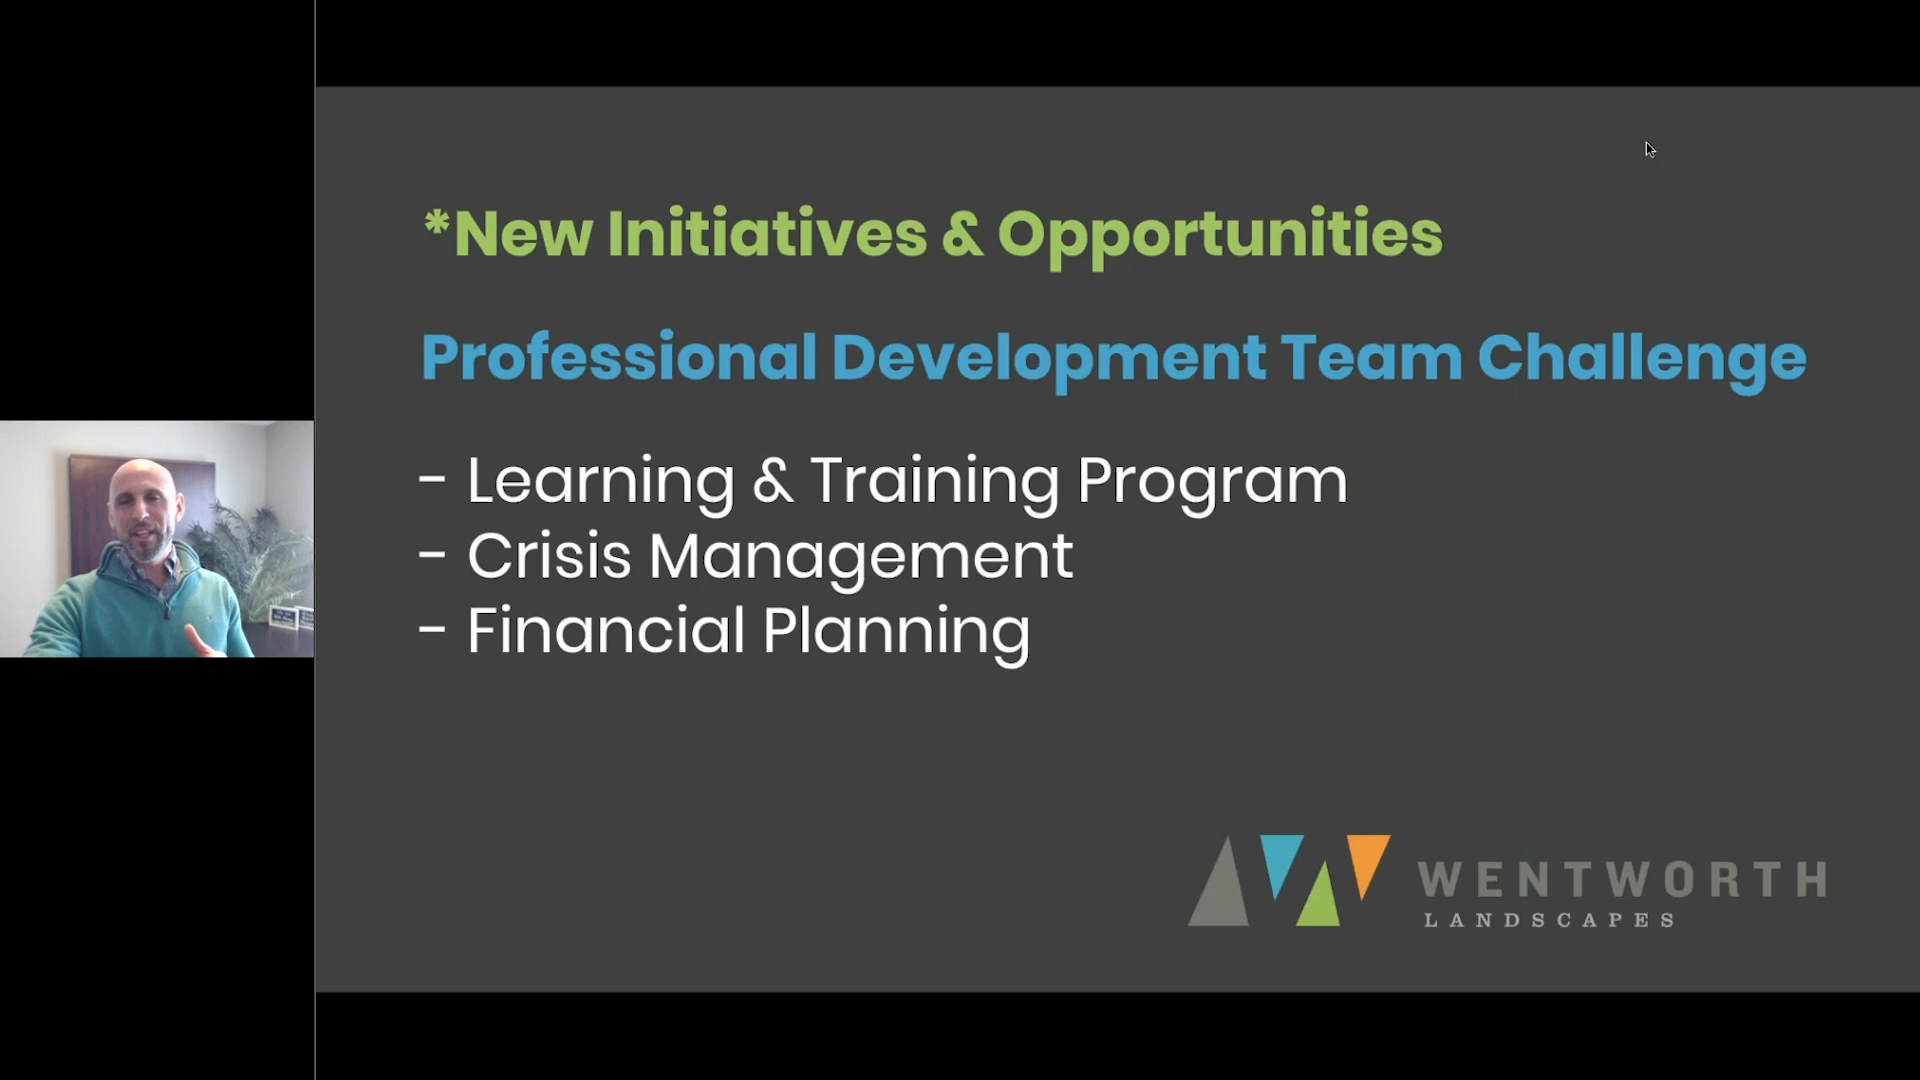 *New Initiatives & Opportunities
Professional Development Team Challenge
- Learning & Training Program
- Crisis Management
- Financial Planning
WENTWORTH
LANDSCAPES